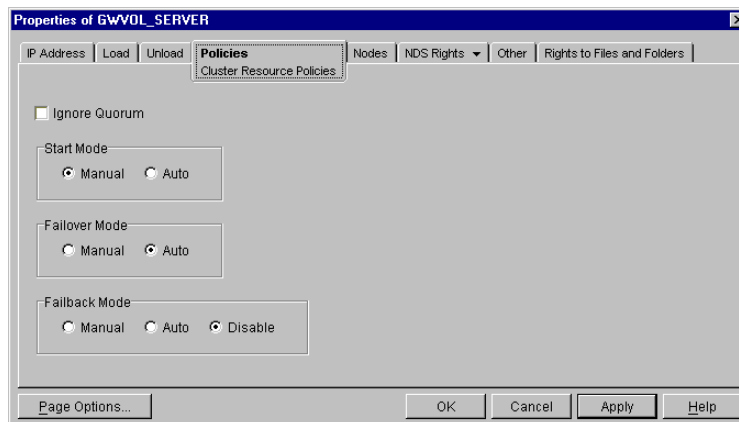 Properties of GWVOL_SERVER
IP Address Load Unload Policies Nodes NDS Rights Other Rights to Files and Folders
Cluster Resource Policies
Ignore Quorum
Start Mode
Manual Auto
Failover Mode
Manual Auto
Failback Mode
Manual Auto Disable
Page Options... OK Cancel Apply Help